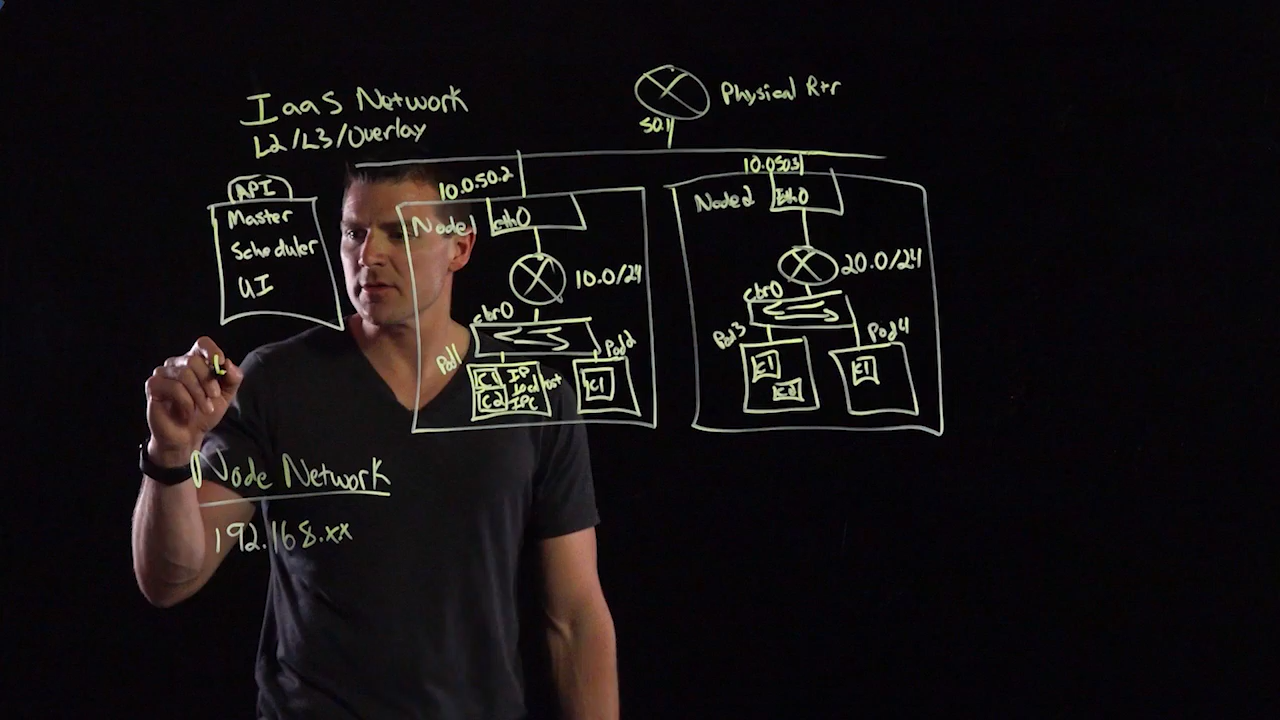 IaaS Network
L2/L3/Overlay
Physical Rtr
50.1
API
Master
Scheduler
UI
10.0.50.2
Node1
eth0
10.0/24
cbr0
Pod1
C1
C2
IP
Local host
IPC
Pod2
C1
10.0.50.3
Node2
Eth0
20.0/24
cbr0
Pod3
C1
C2
Pod4
C1
Node Network
192.168.xx